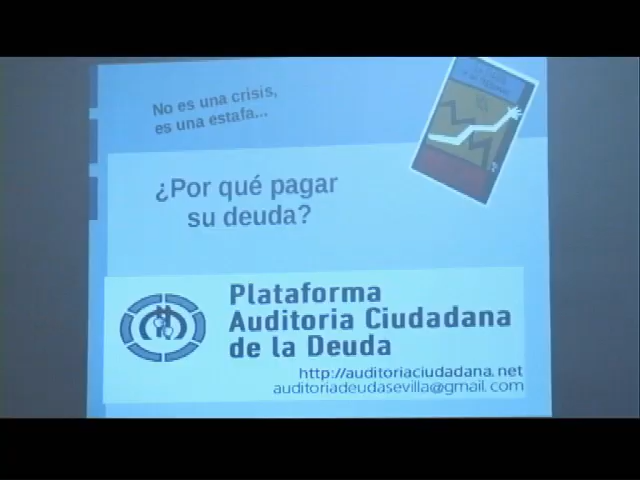 No es una crisis,
es una estafa...
¿Por qué pagar
su deuda?
Plataforma
Auditoria Ciudadana
de la Deuda
http://auditoriaciudadana.net
auditoriadeudasevilla@gmail.com